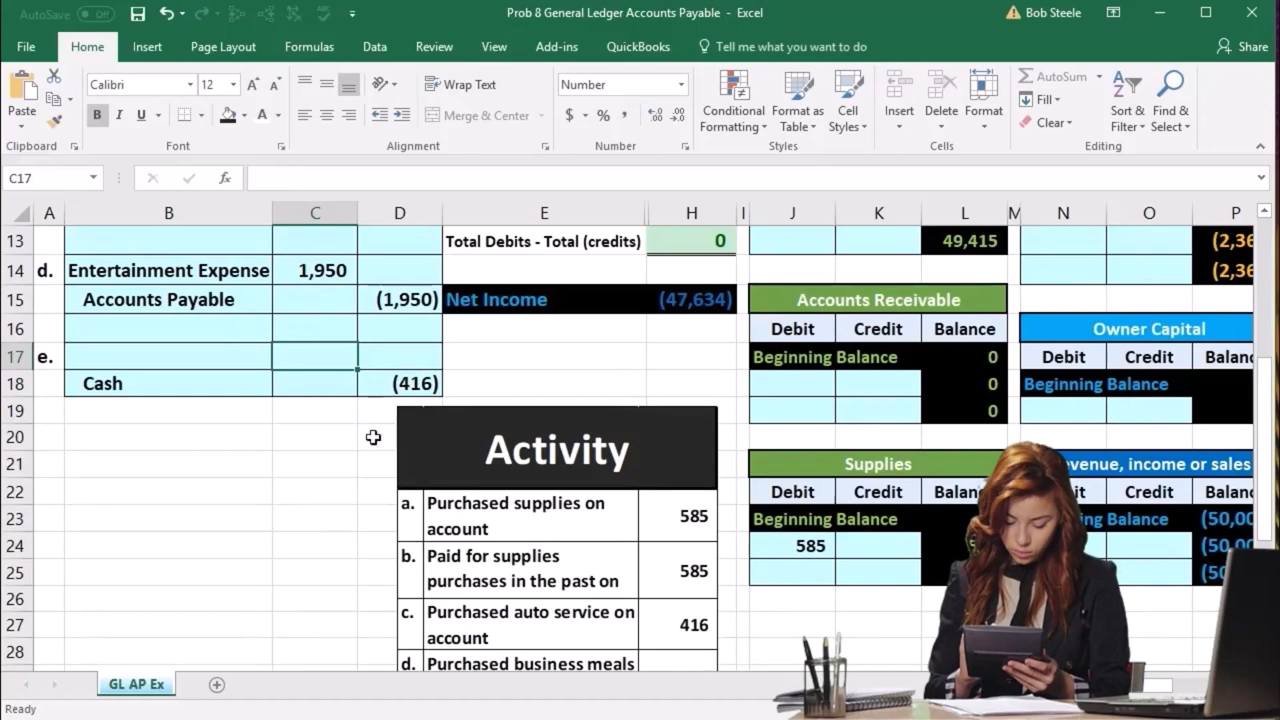 AutoSave Off Prob 8 General Ledger Accounts Payable - Excel Bob Steele
File Home Insert Page Layout Formulas Data Review View Add-ins QuickBooks Tell me what you want to do Share
Paste Calibri 12 Wrap Text Number AutoSum
B I U Merge & Center $ % , Conditional Formatting Format as Table Cell Styles Insert Delete Format Fill Clear Sort & Filter Find & Select
Clipboard Font Alignment Number Styles Cells Editing
C17 fx
A B C D E H I J K L M N O P
13 Total Debits - Total (credits) 0 49,415 (2,36
14 d. Entertainment Expense 1,950 (2,36
15 Accounts Payable (1,950) Net Income (47,634) Accounts Receivable
16 Debit Credit Balance Owner Capital
17 e. Beginning Balance 0 Debit Credit Balanc
18 Cash (416) 0 Beginning Balance
19 0
20 Activity
21 Supplies venue, income or sales
22 a. Purchased supplies on account 585 Debit Credit Balan it Credit Balanc
23 Beginning Balance Balance (50,00
24 b. Paid for supplies purchases in the past on 585 585 (50,00
25 (50
26
27 c. Purchased auto service on account 416
28 d. Purchased business meals
GL AP Ex
Ready